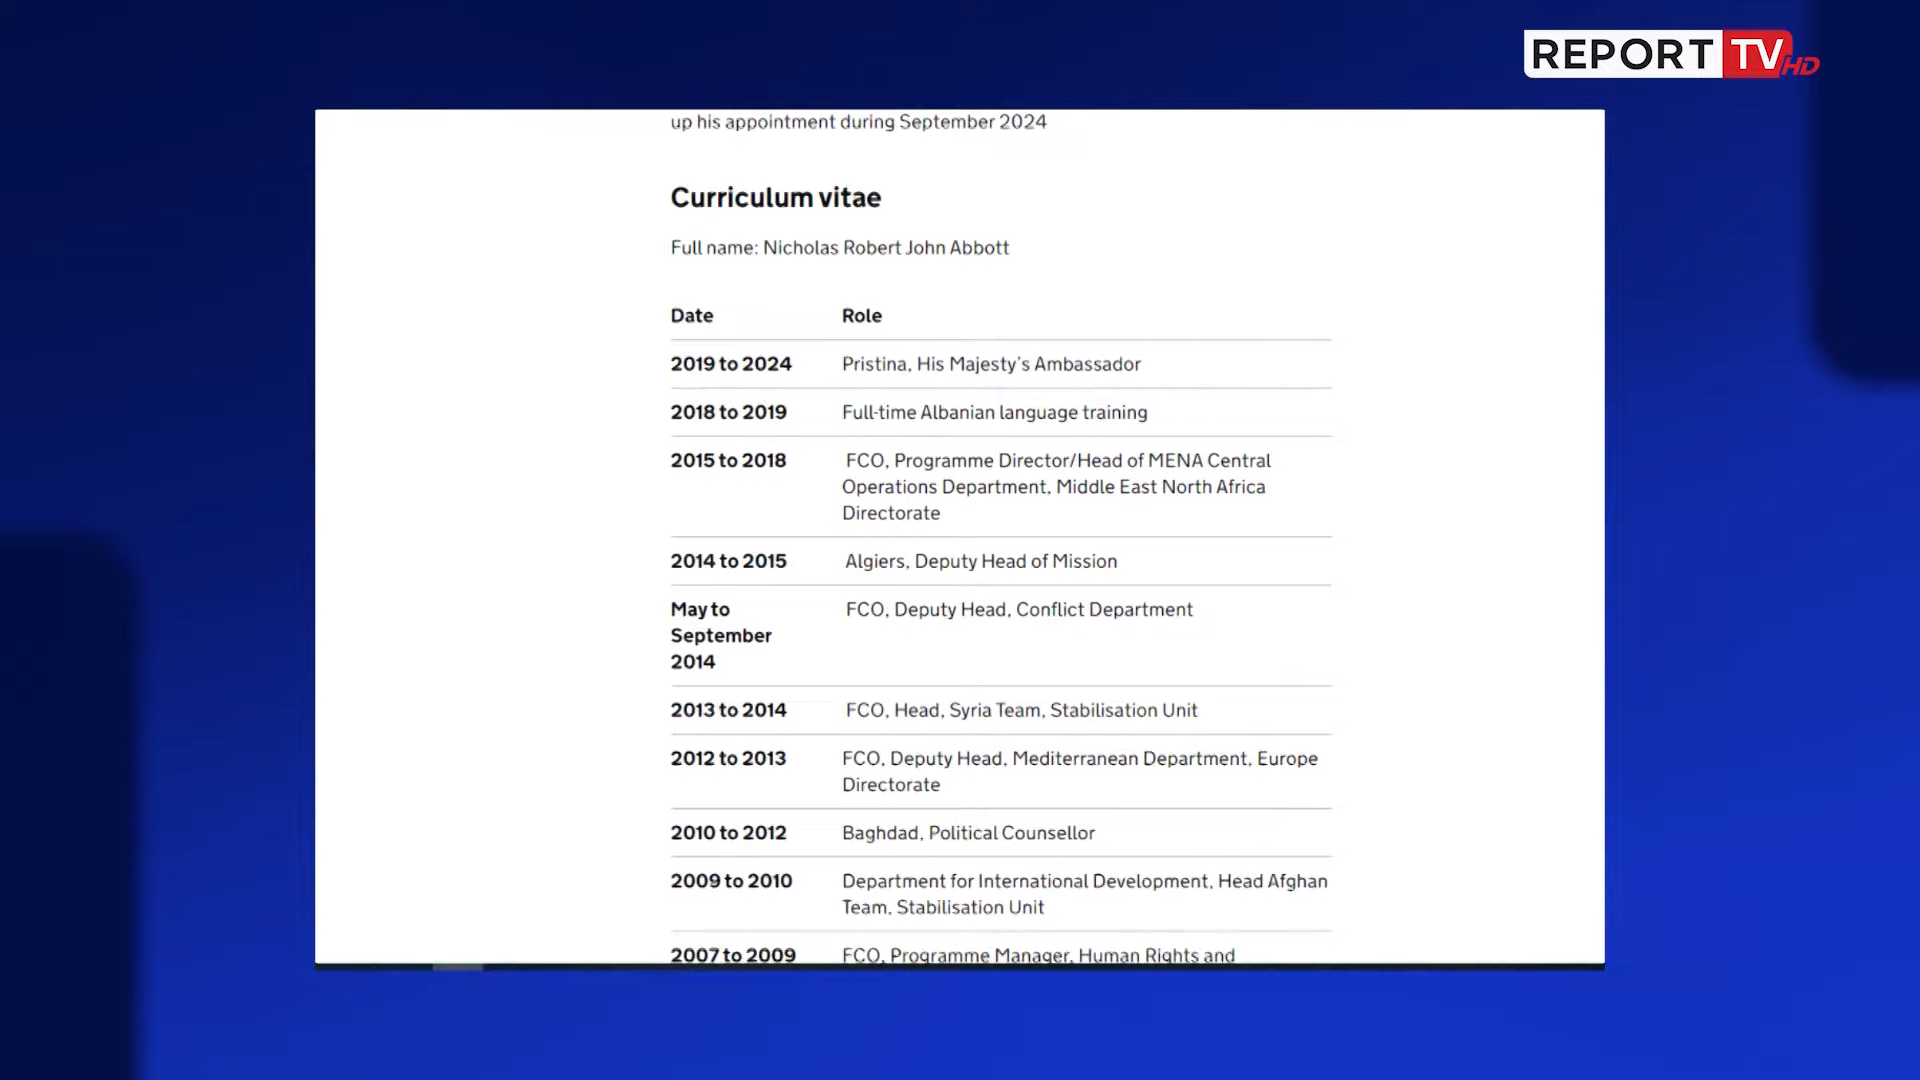 REPORT TV HD
up his appointment during September 2024
Curriculum vitae
Full name: Nicholas Robert John Abbott
Date Role
2019 to 2024 Pristina, His Majesty's Ambassador
2018 to 2019 Full-time Albanian language training
2015 to 2018 FCO, Programme Director/Head of MENA Central
Operations Department, Middle East North Africa
Directorate
2014 to 2015 Algiers, Deputy Head of Mission
May to FCO, Deputy Head, Conflict Department
September
2014
2013 to 2014 FCO, Head, Syria Team, Stabilisation Unit
2012 to 2013 FCO, Deputy Head, Mediterranean Department, Europe
Directorate
2010 to 2012 Baghdad, Political Counsellor
2009 to 2010 Department for International Development, Head Afghan
Team, Stabilisation Unit
2007 to 2009 FCO, Programme Manager, Human Rights and